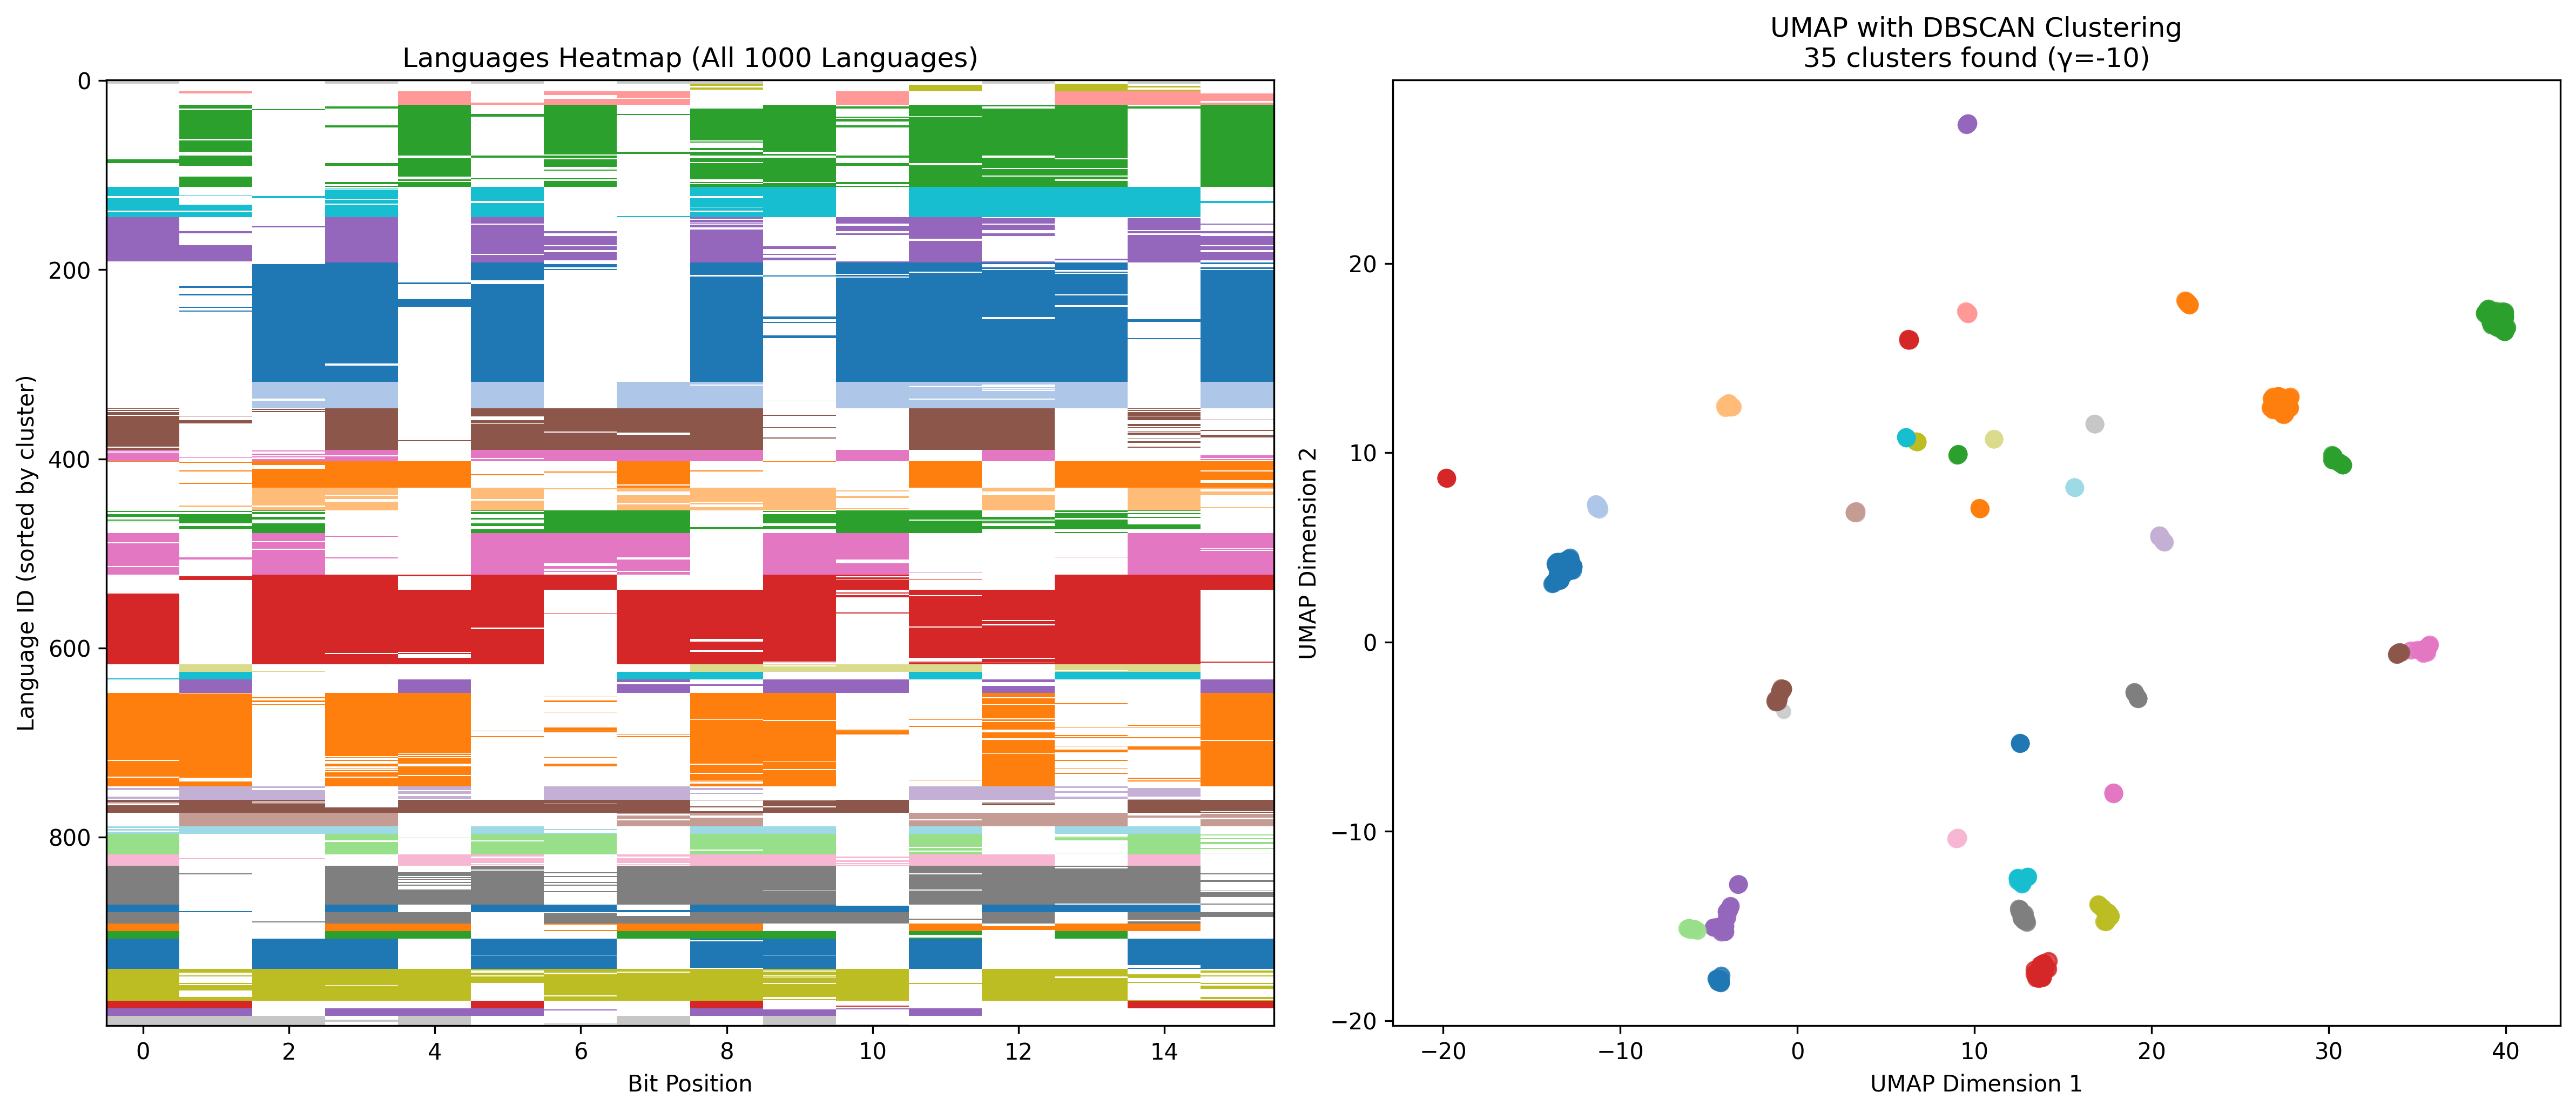 Languages Heatmap (All 1000 Languages)
0
200
400
600
800
Language ID (sorted by cluster)
0 2 4 6 8 10 12 14
Bit Position
UMAP with DBSCAN Clustering
35 clusters found (γ=-10)
20
10
0
−10
−20
UMAP Dimension 2
−20 −10 0 10 20 30 40
UMAP Dimension 1